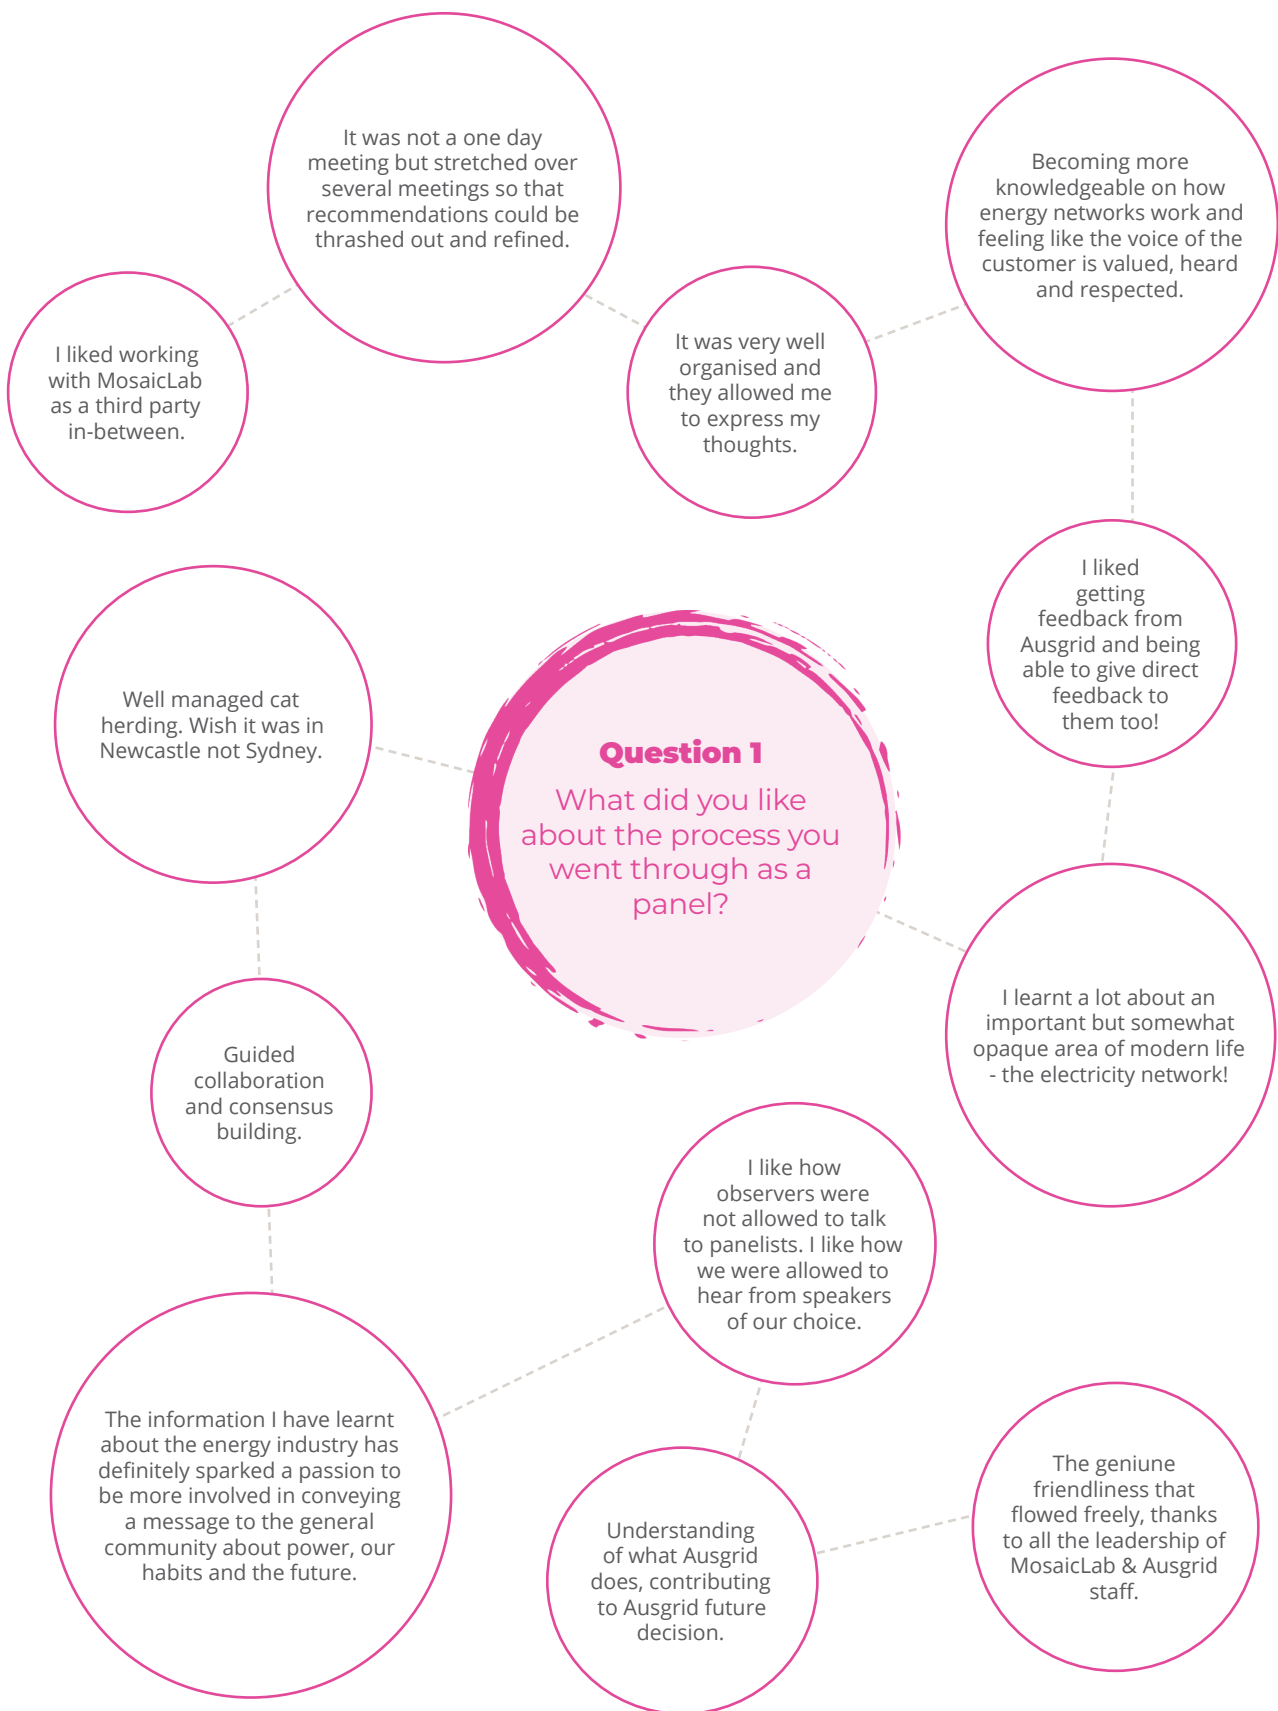 It was not a one day
meeting but stretched over
several meetings so that
recommendations could be
thrashed out and refined.
Becoming more
knowledgeable on how
energy networks work and
feeling like the voice of the
customer is valued, heard
and respected.
I liked working
with MosaicLab
as a third party
in-between.
It was very well
organised and
they allowed me
to express my
thoughts.
I liked
getting
feedback from
Ausgrid and being
able to give direct
feedback to
them too!
Well managed cat
herding. Wish it was in
Newcastle not Sydney.
Question 1
What did you like
about the process you
went through as a
panel?
I learnt a lot about an
important but somewhat
opaque area of modern life
- the electricity network!
Guided
collaboration
and consensus
building.
I like how
observers were
not allowed to talk
to panelists. I like how
we were allowed to
hear from speakers
of our choice.
The information I have learnt
about the energy industry has
definitely sparked a passion to
be more involved in conveying
a message to the general
community about power, our
habits and the future.
Understanding
of what Ausgrid
does, contributing
to Ausgrid future
decision.
The geniune
friendliness that
flowed freely, thanks
to all the leadership of
MosaicLab & Ausgrid
staff.